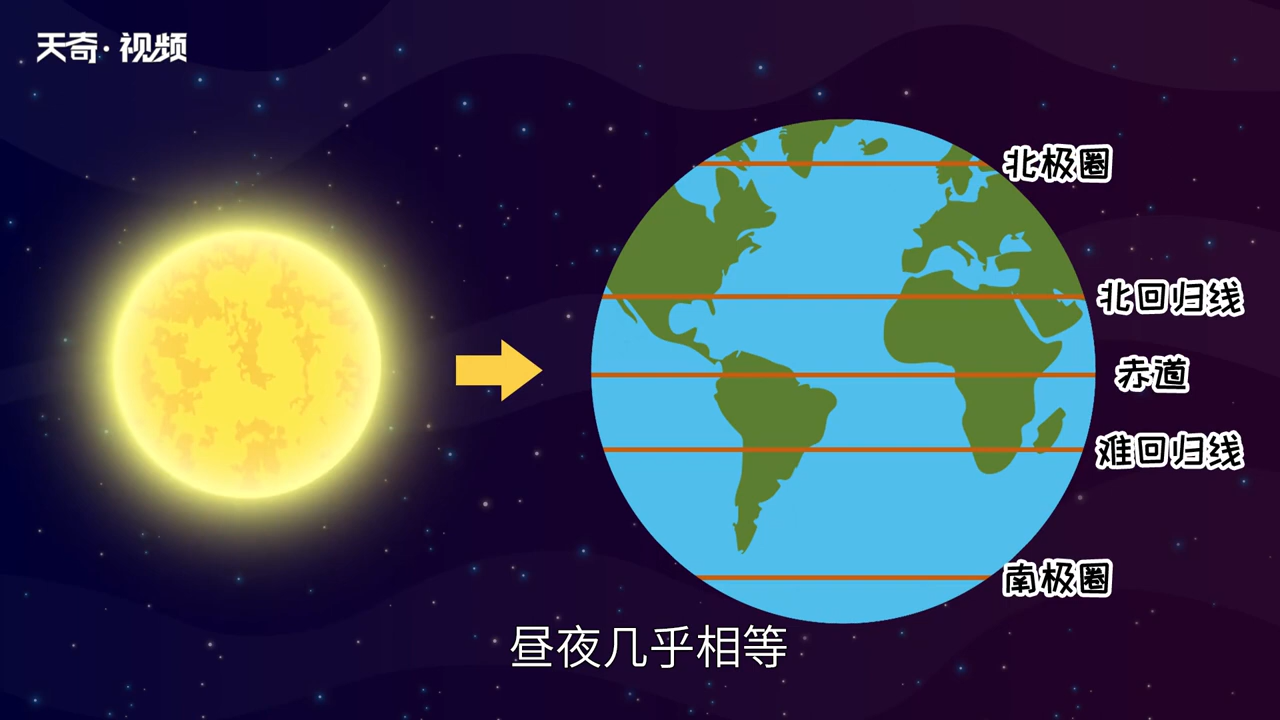 天奇·视频
北极圈
北回归线
赤道
难回归线
南极圈
昼夜几乎相等